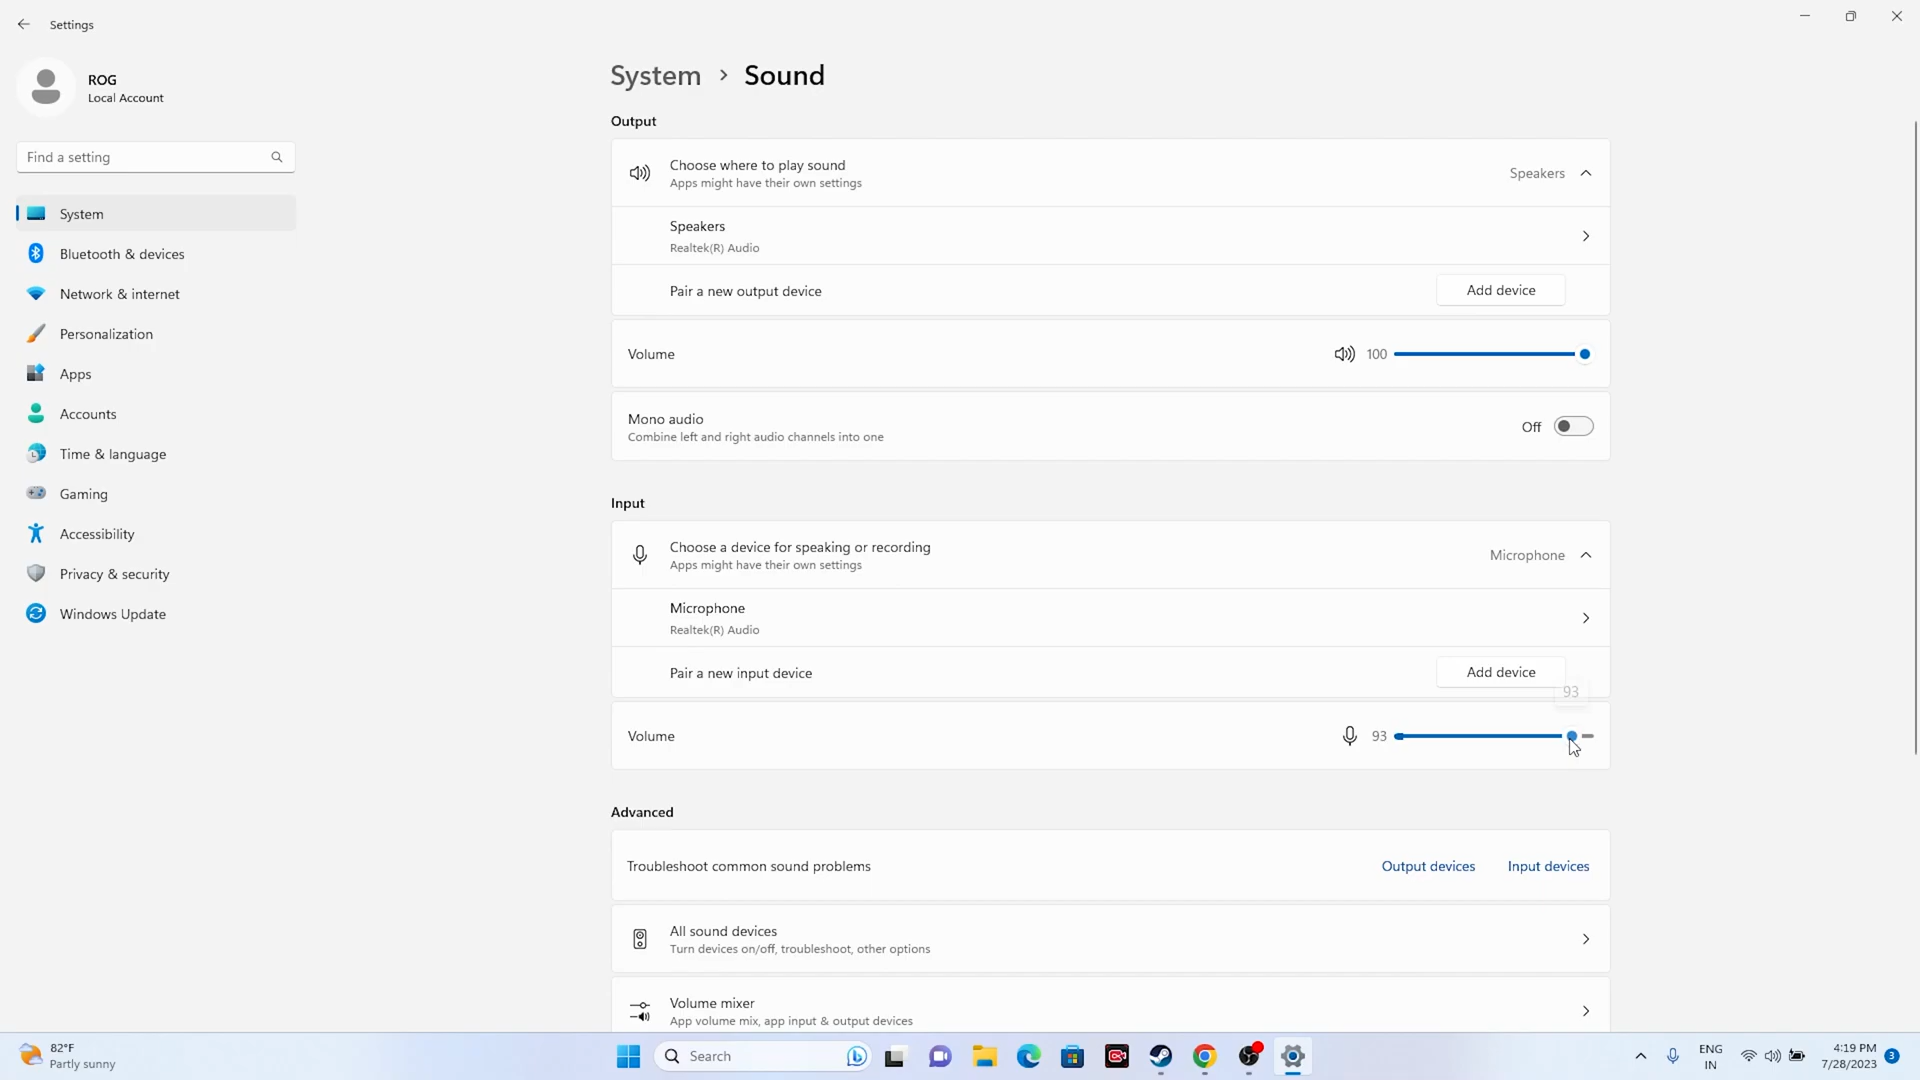 Settings
ROG
Local Account
Find a setting
System
Bluetooth & devices
Network & internet
Personalization
Apps
Accounts
Time & language
Gaming
Accessibility
Privacy & security
Windows Update
System > Sound
Output
Choose where to play sound
Apps might have their own settings
Speakers
Speakers
Realtek(R) Audio
Pair a new output device
Add device
Volume
100
Mono audio
Combine left and right audio channels into one
Off
Input
Choose a device for speaking or recording
Apps might have their own settings
Microphone
Microphone
Realtek(R) Audio
Pair a new input device
Add device
93
Volume
93
Advanced
Troubleshoot common sound problems
Output devices
Input devices
All sound devices
Turn devices on/off, troubleshoot, other options
Volume mixer
App volume mix, app input & output devices
82°F
Partly sunny
Search
ENG
IN
4:19 PM
7/28/2023
3